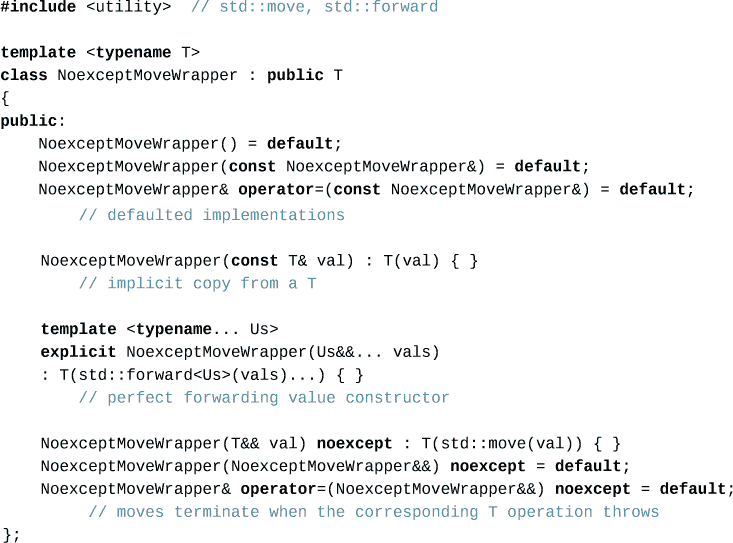 #include <utility>  // std::move, std::forward
template <typename T>
class NoexceptMoveWrapper : public T
{
public:
    NoexceptMoveWrapper() = default;
    NoexceptMoveWrapper(const NoexceptMoveWrapper&) = default;
    NoexceptMoveWrapper& operator=(const NoexceptMoveWrapper&) = default;
        // defaulted implementations
    NoexceptMoveWrapper(const T& val) : T(val) { }
        // implicit copy from a T
    template <typename... Us>
    explicit NoexceptMoveWrapper(Us&&... vals)
    : T(std::forward<Us>(vals)...) { }
        // perfect forwarding value constructor
    NoexceptMoveWrapper(T&& val) noexcept : T(std::move(val)) { }
    NoexceptMoveWrapper(NoexceptMoveWrapper&&) noexcept = default;
    NoexceptMoveWrapper& operator=(NoexceptMoveWrapper&&) noexcept = default;
        // moves terminate when the corresponding T operation throws
};